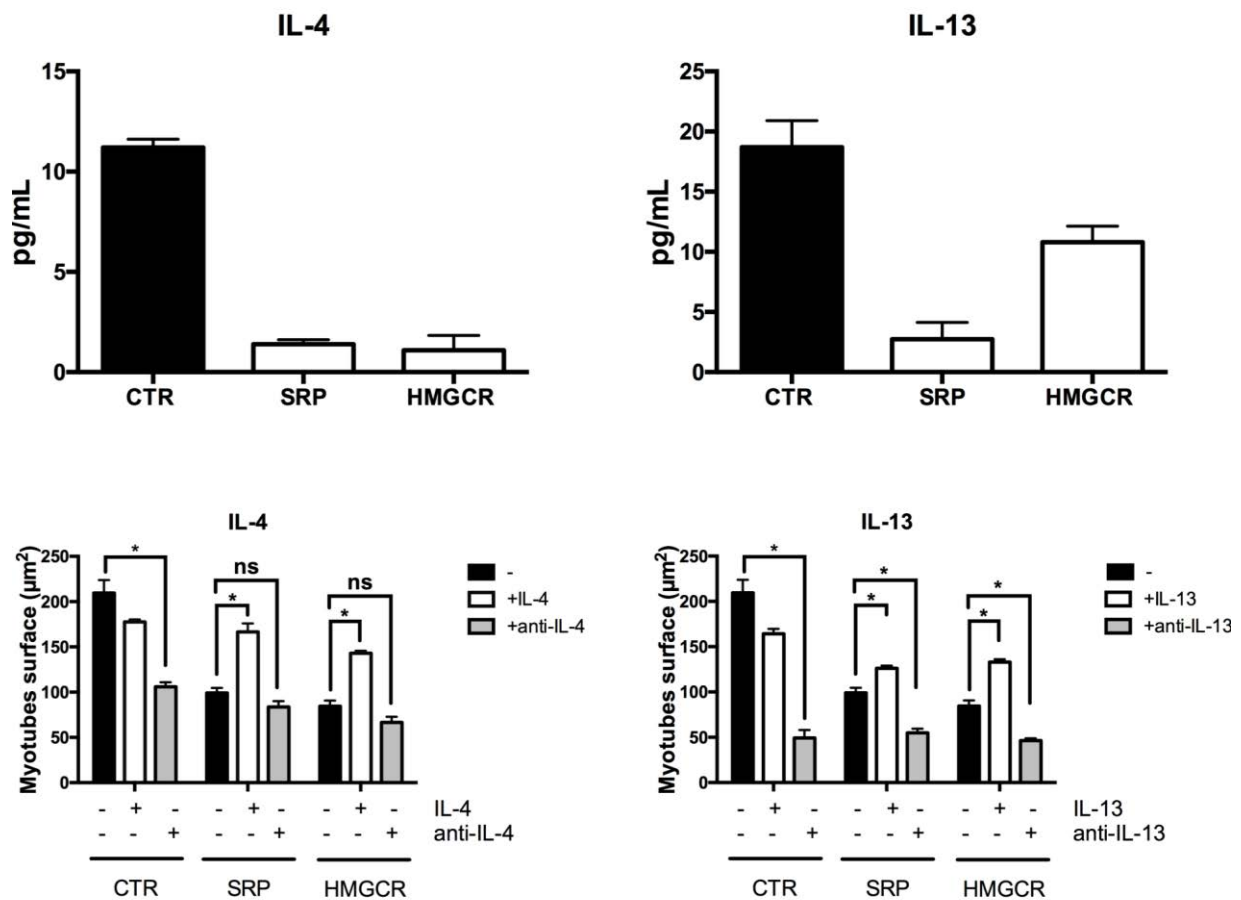 IL-4
15
10
5
0
pg/mL
CTR SRP HMGCR
IL-13
25
20
15
10
5
0
pg/mL
CTR SRP HMGCR
IL-4
250
200
150
100
50
0
Myotubes surface (µm²)
* ns ns
* *
-
+IL-4
+anti-IL-4
- + - - + - - + - IL-4
- - + - - + - - + anti-IL-4
CTR SRP HMGCR
IL-13
250
200
150
100
50
0
Myotubes surface (µm²)
* * *
* *
-
+IL-13
+anti-IL-13
- + - - + - - + - IL-13
- - + - - + - - + anti-IL-13
CTR SRP HMGCR